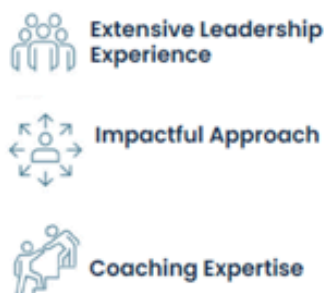 Extensive Leadership
Experience
Impactful Approach
Coaching Expertise